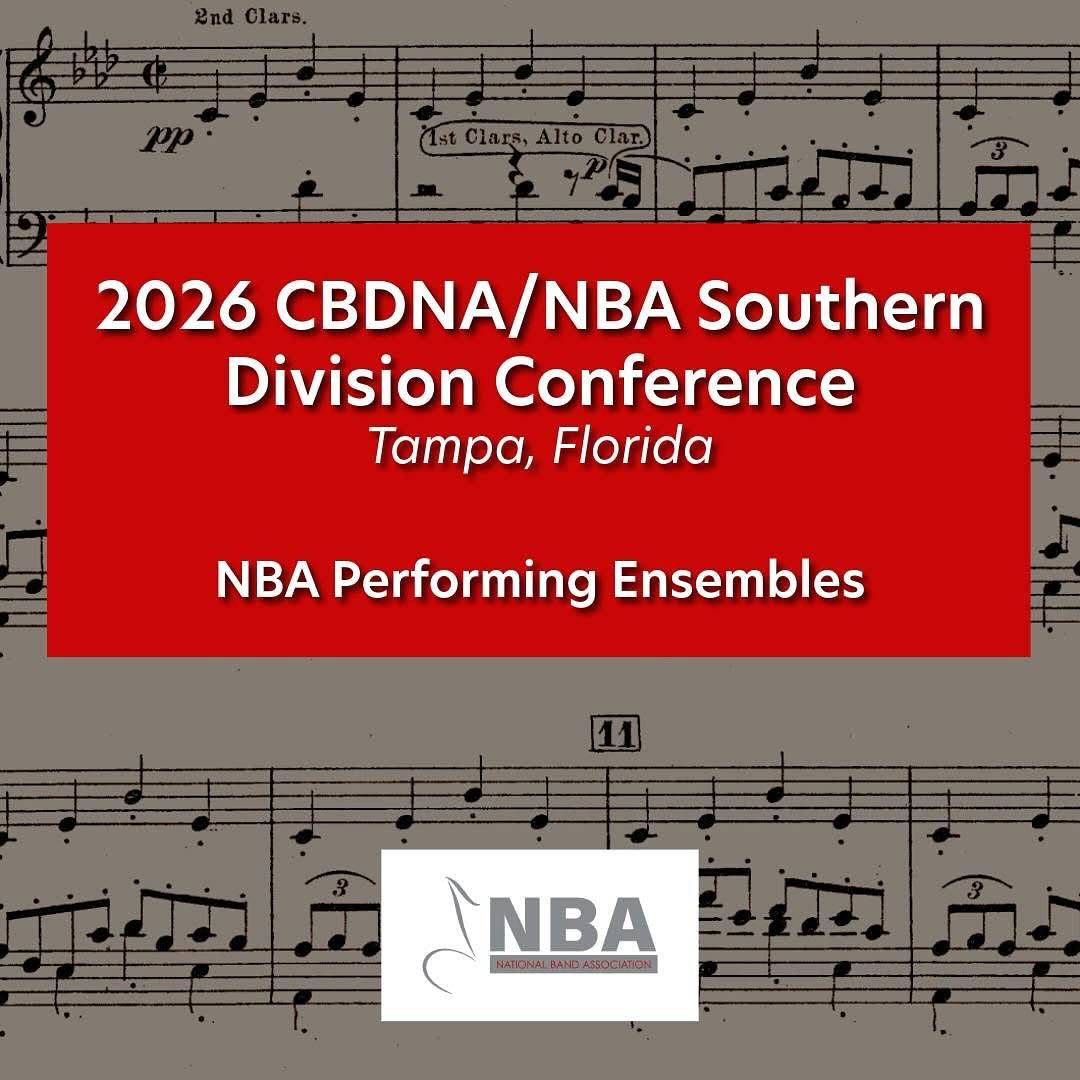 2nd Clars.
pp
1st Clars, Alto Clar.
p
3
2026 CBDNA/NBA Southern
Division Conference
Tampa, Florida
NBA Performing Ensembles
11
3
3
NBA
NATIONAL BAND ASSOCIATION